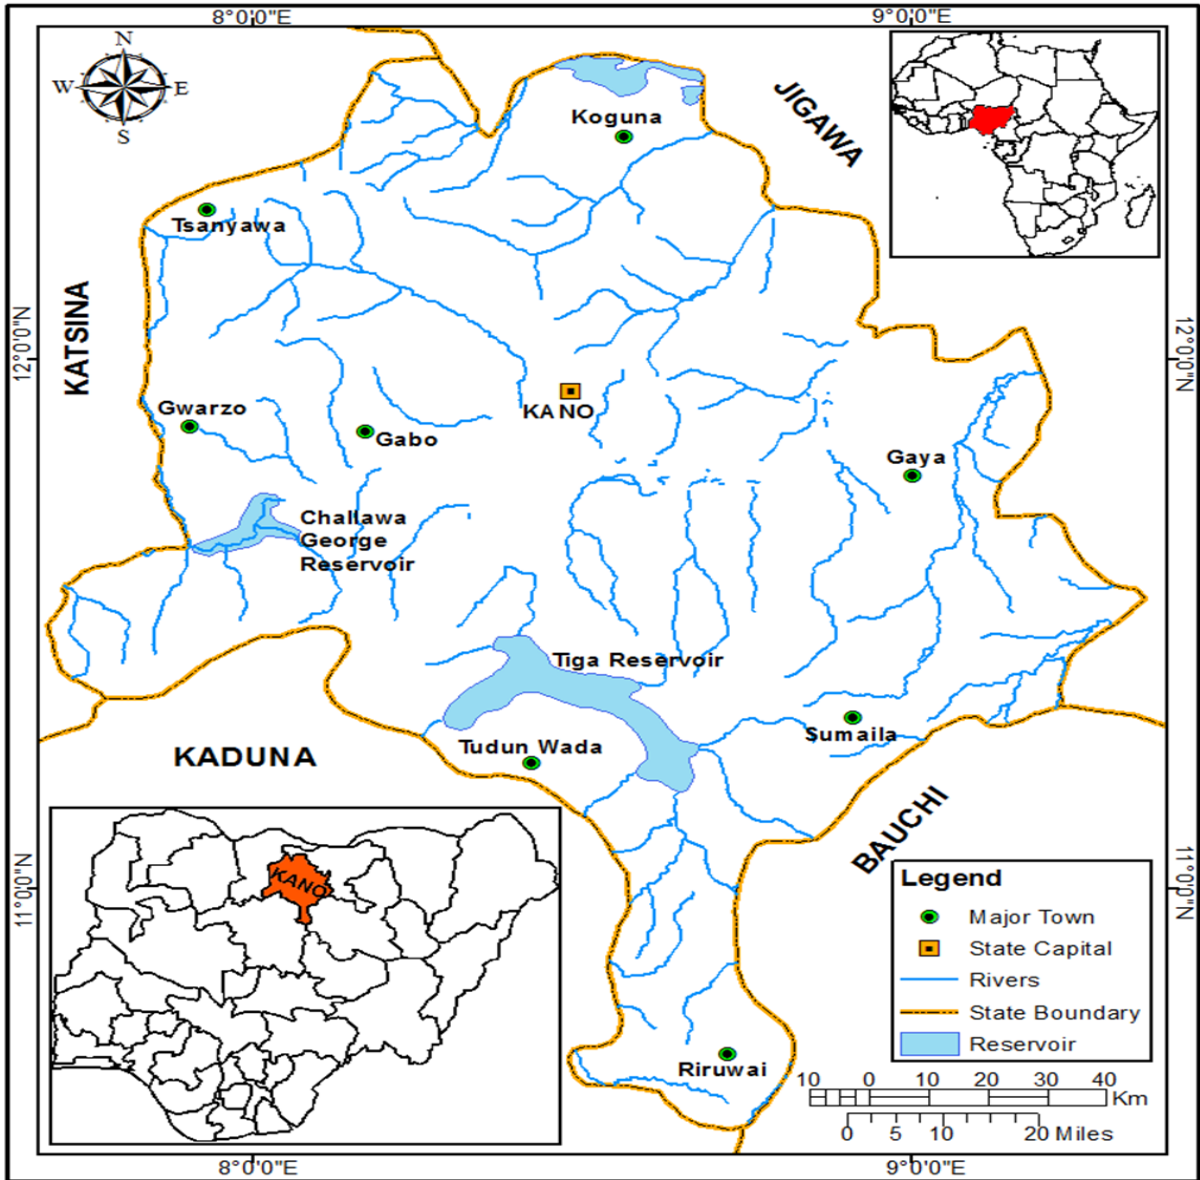 8°0'0"E
9°0'0"E
N
W
E
S
JIGAWA
Koguna
Tsanyawa
KATSINA
12°0'0"N
12°0'0"N
Gwarzo
KANO
Gabo
Gaya
Challawa
George
Reservoir
Tiga Reservoir
Sumaila
Tudun Wada
KADUNA
BAUCHI
KANO
11°0'0"N
11°0'0"N
Legend
Major Town
State Capital
Rivers
State Boundary
Reservoir
Riruwai
10 0 10 20 30 40
Km
0 5 10 20 Miles
8°0'0"E
9°0'0"E